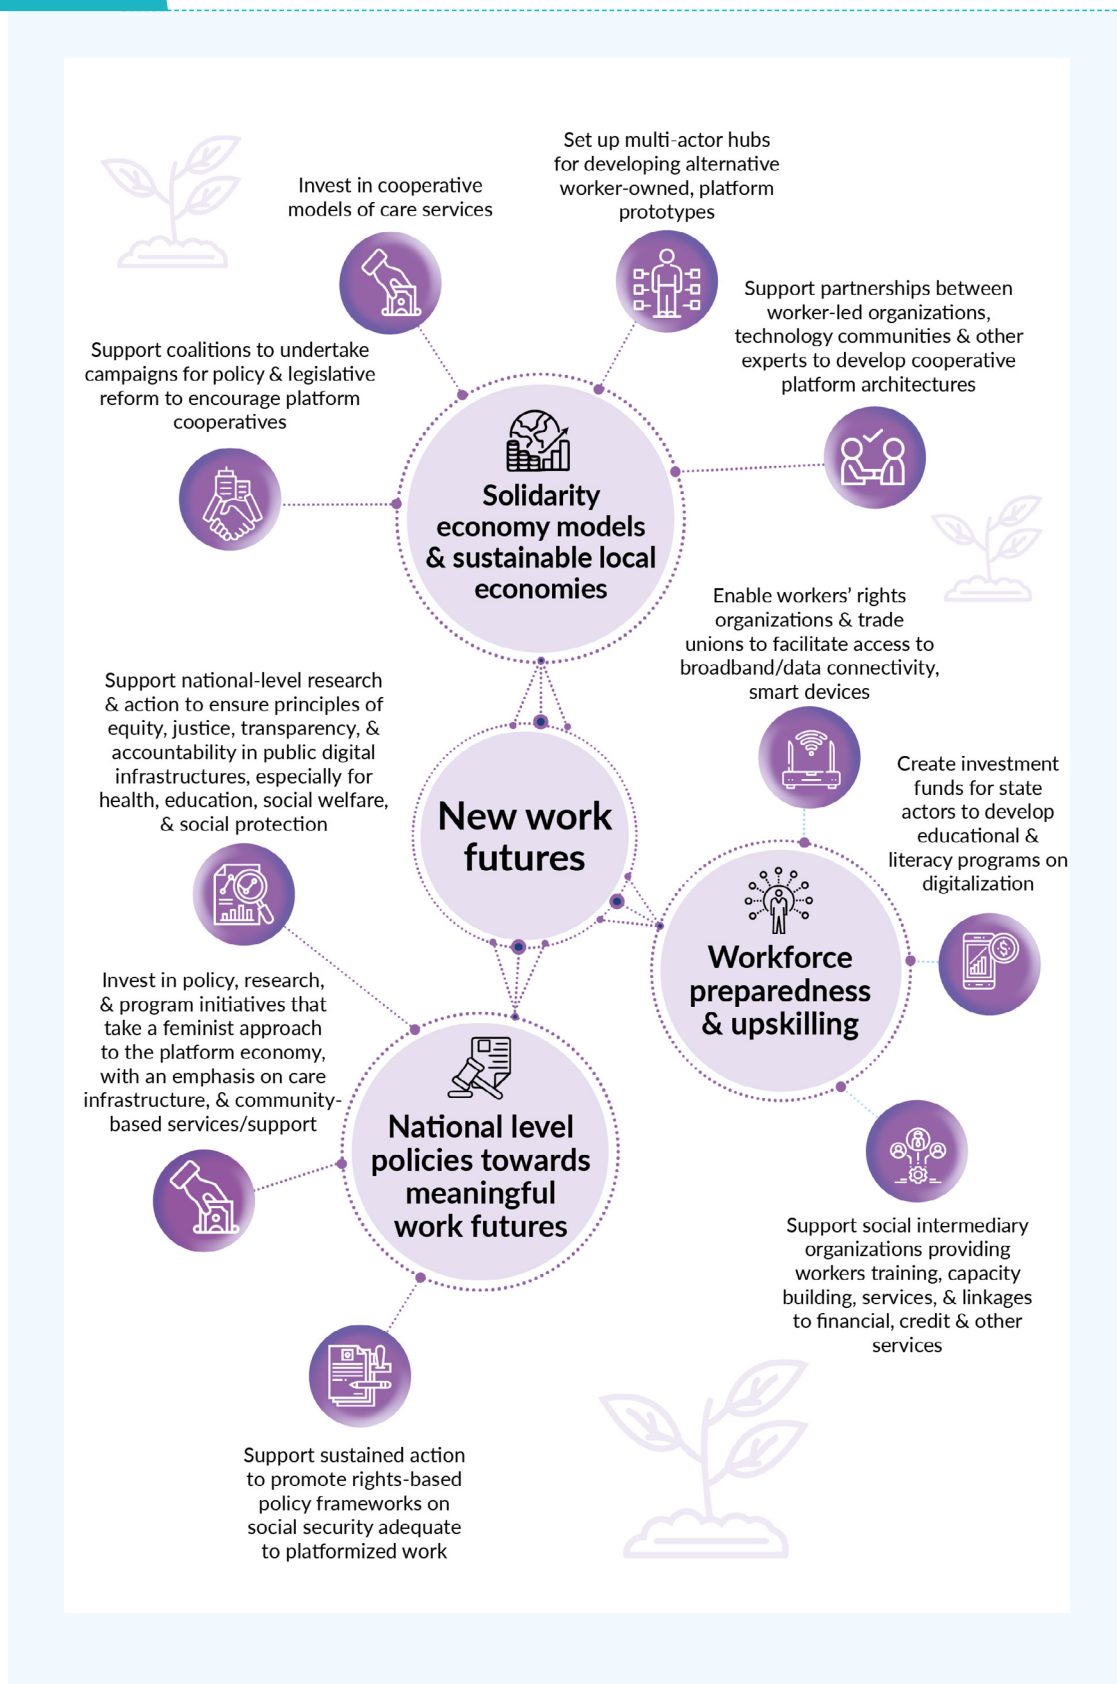 Set up multi-actor hubs
for developing alternative
worker-owned, platform
prototypes
Invest in cooperative
models of care services
Support partnerships between
worker-led organizations,
technology communities & other
experts to develop cooperative
platform architectures
Support coalitions to undertake
campaigns for policy & legislative
reform to encourage platform
cooperatives
Solidarity
economy models
& sustainable local
economies
Enable workers’ rights
organizations & trade
unions to facilitate access to
broadband/data connectivity,
smart devices
Support national-level research
& action to ensure principles of
equity, justice, transparency, &
accountability in public digital
infrastructures, especially for
health, education, social welfare,
& social protection
New work
futures
Create investment
funds for state
actors to develop
educational &
literacy programs on
digitalization
Workforce
preparedness
& upskilling
Invest in policy, research,
& program initiatives that
take a feminist approach
to the platform economy,
with an emphasis on care
infrastructure, & community-
based services/support
National level
policies towards
meaningful
work futures
Support social intermediary
organizations providing
workers training, capacity
building, services, & linkages
to financial, credit & other
services
Support sustained action
to promote rights-based
policy frameworks on
social security adequate
to platformized work